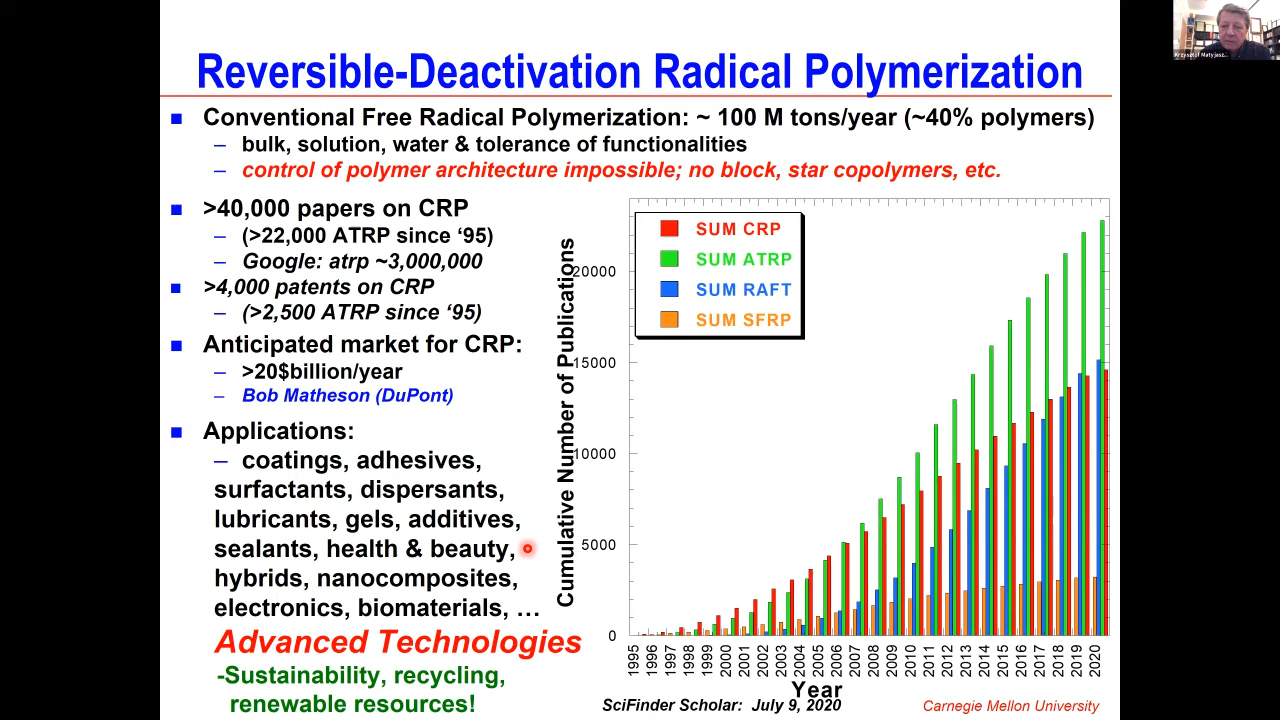 Krzysztof Matyjasz...
Reversible-Deactivation Radical Polymerization
■ Conventional Free Radical Polymerization: ~ 100 M tons/year (~40% polymers)
– bulk, solution, water & tolerance of functionalities
– control of polymer architecture impossible; no block, star copolymers, etc.
■ >40,000 papers on CRP
– (>22,000 ATRP since ‘95)
– Google: atrp ~3,000,000
■ >4,000 patents on CRP
– (>2,500 ATRP since ‘95)
■ Anticipated market for CRP:
– >20$billion/year
– Bob Matheson (DuPont)
■ Applications:
– coatings, adhesives,
surfactants, dispersants,
lubricants, gels, additives,
sealants, health & beauty,
hybrids, nanocomposites,
electronics, biomaterials, …
Advanced Technologies
-Sustainability, recycling,
renewable resources!
Cumulative Number of Publications
SUM CRP
SUM ATRP
SUM RAFT
SUM SFRP
20000
15000
10000
5000
0
1995 1996 1997 1998 1999 2000 2001 2002 2003 2004 2005 2006 2007 2008 2009 2010 2011 2012 2013 2014 2015 2016 2017 2018 2019 2020
Year
SciFinder Scholar: July 9, 2020
Carnegie Mellon University